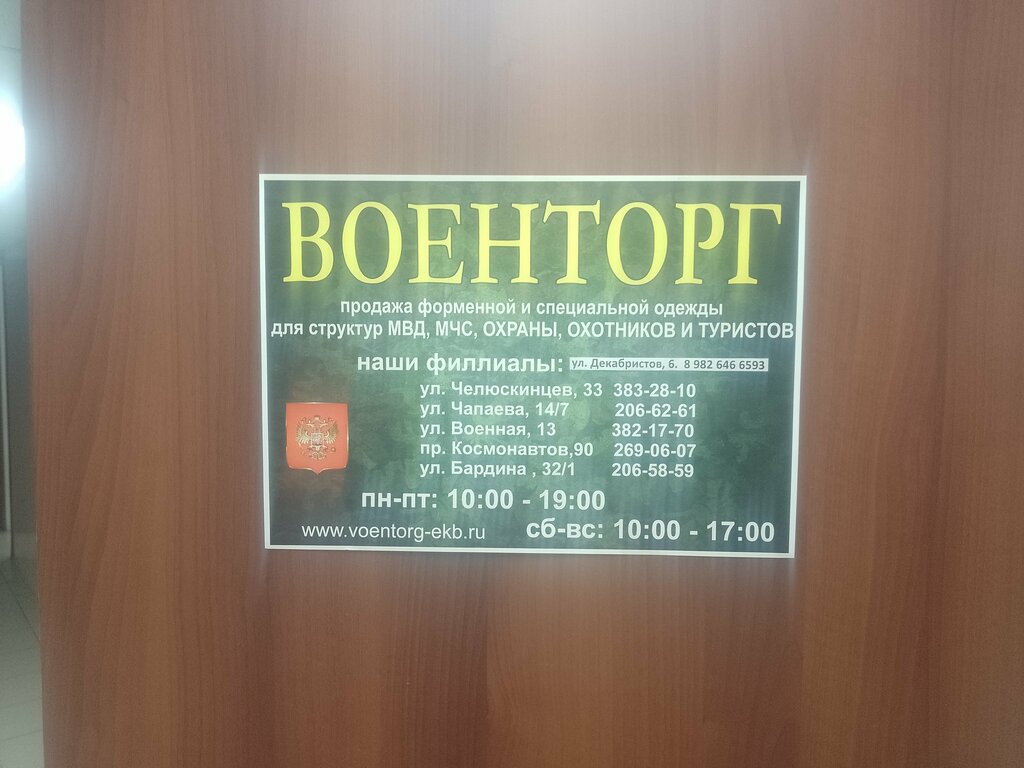 ВОЕНТОРГ
продажа форменной и специальной одежды
для структур МВД, МЧС, ОХРАНЫ, ОХОТНИКОВ И ТУРИСТОВ
наши филлиалы: ул. Декабристов, 6. 8 982 646 6593
ул. Челюскинцев, 33 383-28-10
ул. Чапаева, 14/7 206-62-61
ул. Военная, 13 382-17-70
пр. Космонавтов,90 269-06-07
ул. Бардина , 32/1 206-58-59
пн-пт: 10:00 - 19:00
www.voentorg-ekb.ru сб-вс: 10:00 - 17:00